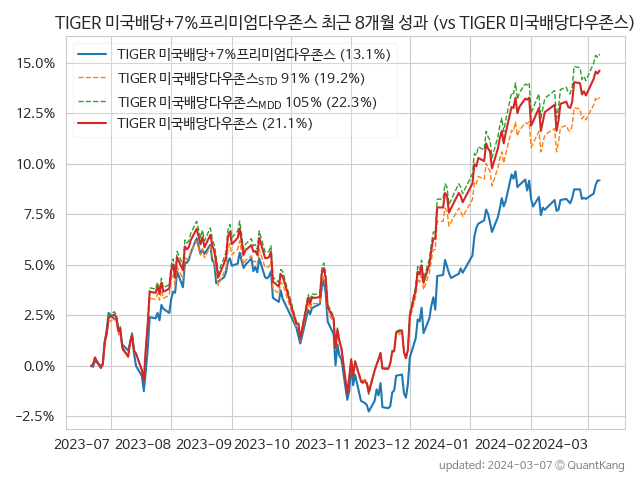 TIGER 미국배당+7%프리미엄다우존스 최근 8개월 성과 (vs TIGER 미국배당다우존스)
TIGER 미국배당+7%프리미엄다우존스 (13.1%)
TIGER 미국배당다우존스STD 91% (19.2%)
TIGER 미국배당다우존스MDD 105% (22.3%)
TIGER 미국배당다우존스 (21.1%)
15.0%
12.5%
10.0%
7.5%
5.0%
2.5%
0.0%
−2.5%
2023-07 2023-08 2023-09 2023-10 2023-11 2023-12 2024-01 2024-02 2024-03
updated: 2024-03-07 © QuantKang